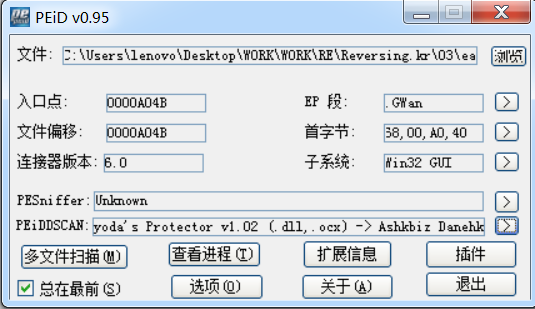 PEiD v0.95
文件: C:\Users\lenovo\Desktop\WORK\WORK\RE\Reversing.kr\03\ea 浏览
入口点: 0000A04B EP 段: .GWan >
文件偏移: 0000A04B 首字节: 68,00,A0,40 >
连接器版本: 6.0 子系统: Win32 GUI >
PESniffer: Unknown >
PEiDDSCAN: yoda's Protector v1.02 (.dll,.ocx) -> Ashkbiz Danehk >
多文件扫描(M) 查看进程(T) 扩展信息 插件
总在最前(S) 选项(O) 关于(A) 退出